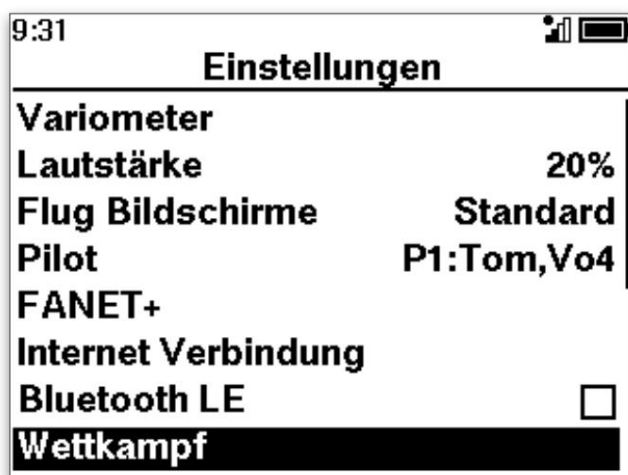 9:31
Einstellungen
Variometer
Lautstärke 20%
Flug Bildschirme Standard
Pilot P1:Tom,Vo4
FANET+
Internet Verbindung
Bluetooth LE
Wettkampf